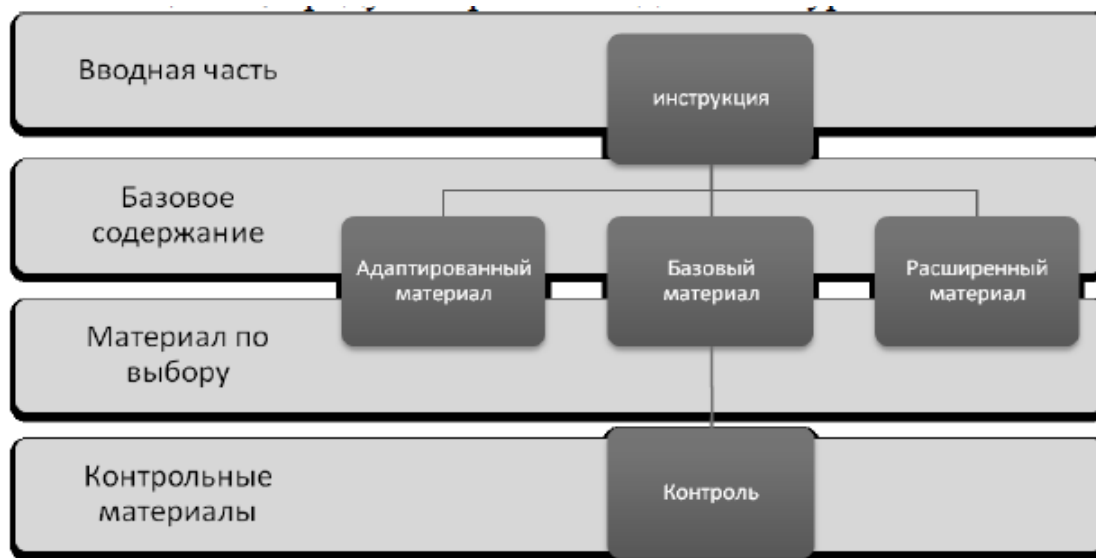 Вводная часть
инструкция
Базовое
содержание
Адаптированный
материал
Базовый
материал
Расширенный
материал
Материал по
выбору
Контрольные
материалы
Контроль